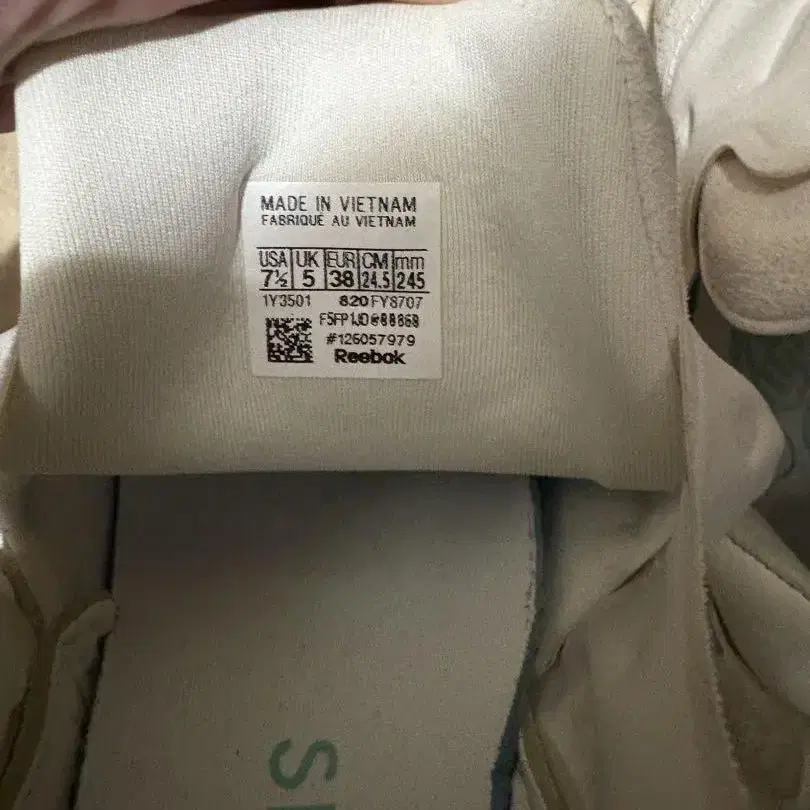 MADE IN VIETNAM
FABRIQUE AU VIETNAM
USA UK EUR CM mm
7½ 5 38 24.5 245
1Y3501 820 FY8707
#126057979
Reebok